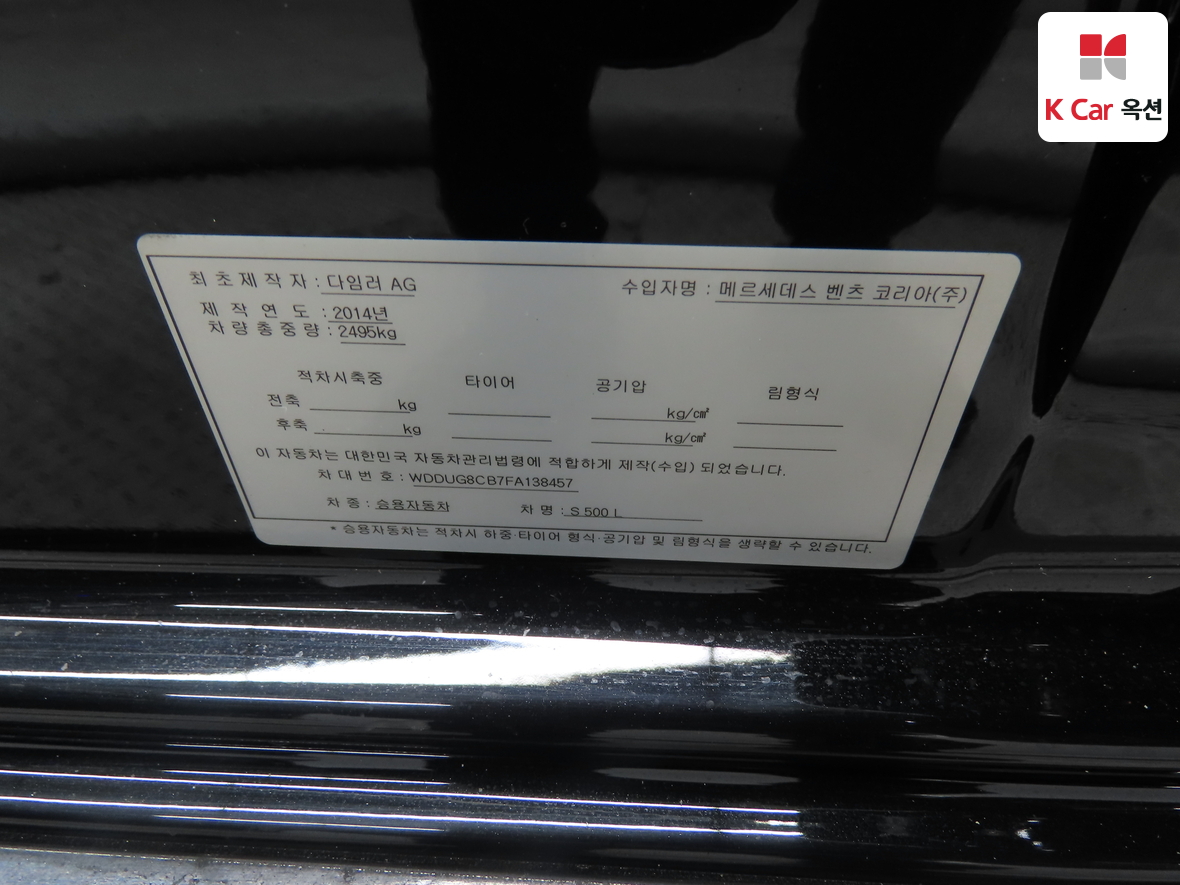 K Car 옥션
최초제작자 : 다임러 AG 수입자명 : 메르세데스 벤츠 코리아(주)
제 작 연 도 : 2014년
차량총중량 : 2495kg
적차시축중 타이어 공기압 림형식
전축 kg kg/㎠
후축 kg kg/㎠
이 자동차는 대한민국 자동차관리법령에 적합하게 제작(수입) 되었습니다.
차 대 번 호 : WDDUG8CB7FA138457
차 종 : 승용자동차 차 명 : S 500 L
* 승용자동차는 적차시 하중·타이어 형식·공기압 및 림형식을 생략할 수 있습니다.